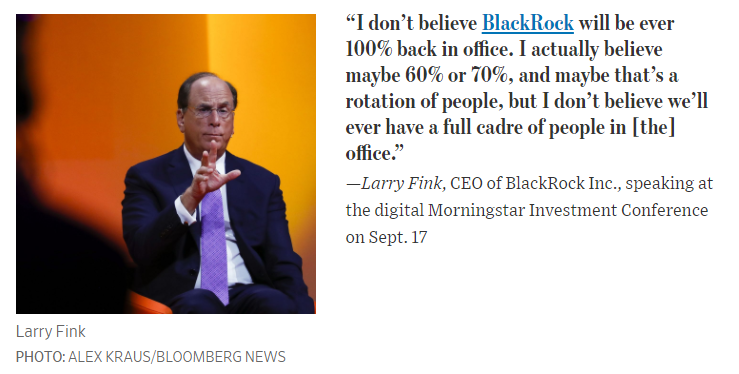 “I don’t believe BlackRock will be ever
100% back in office. I actually believe
maybe 60% or 70%, and maybe that’s a
rotation of people, but I don’t believe we’ll
ever have a full cadre of people in [the]
office.”
—Larry Fink, CEO of BlackRock Inc., speaking at
the digital Morningstar Investment Conference
on Sept. 17
Larry Fink
PHOTO: ALEX KRAUS/BLOOMBERG NEWS